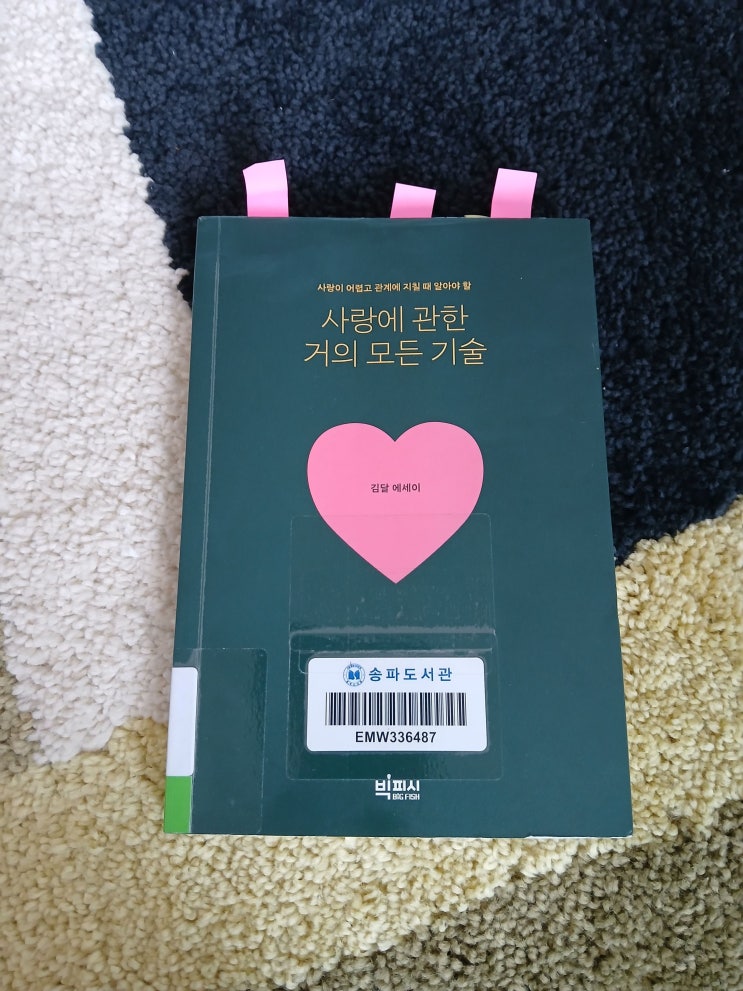 사랑이 어렵고 관계에 지칠 때 알아야 할
사랑에 관한
거의 모든 기술
김달 에세이
송파도서관
EMW336487
빅피시
BIG FISH